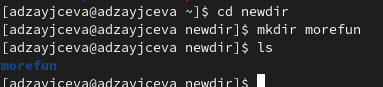 [adzayjceva@adzayjceva ~]$ cd newdir
[adzayjceva@adzayjceva newdir]$ mkdir morefun
[adzayjceva@adzayjceva newdir]$ ls
morefun
[adzayjceva@adzayjceva newdir]$